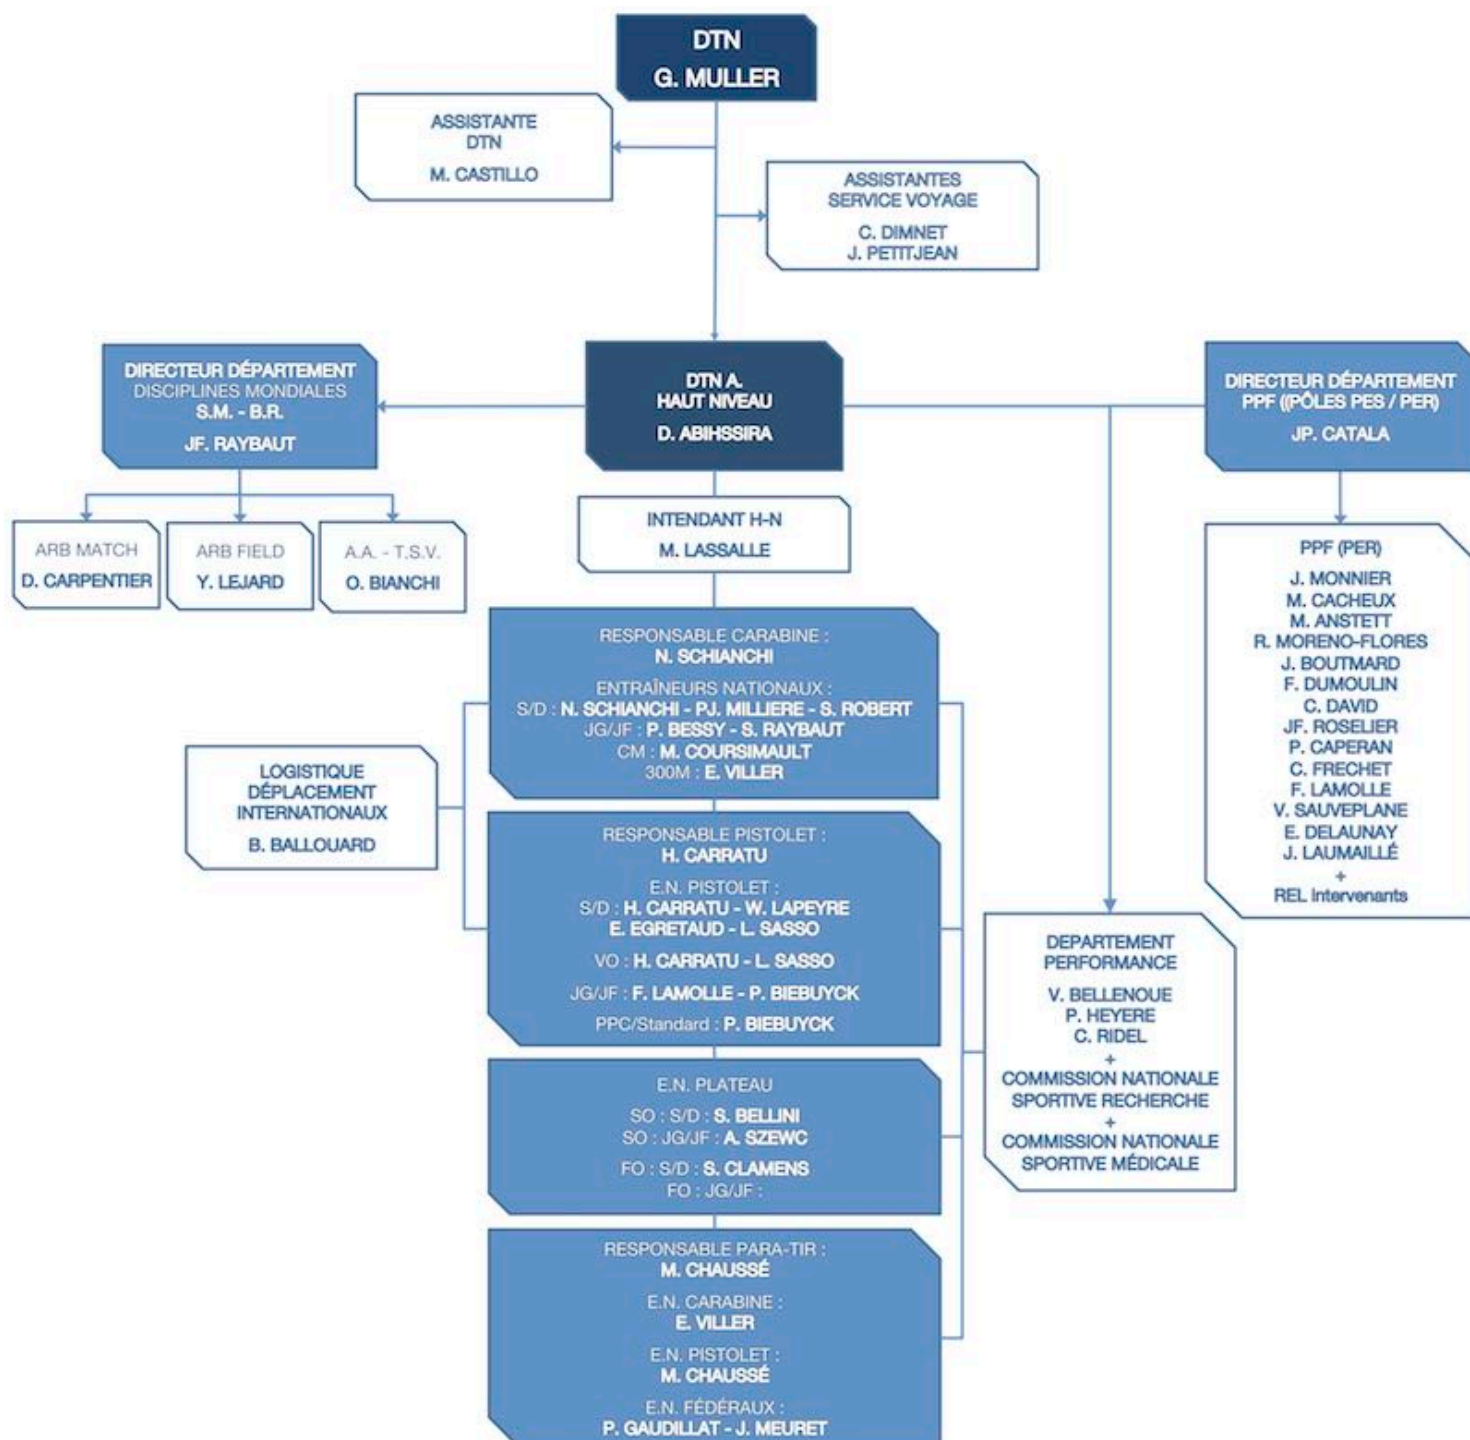 DTN
G. MULLER
ASSISTANTE
DTN
M. CASTILLO
ASSISTANTES
SERVICE VOYAGE
C. DIMNET
J. PETITJEAN
DIRECTEUR DÉPARTEMENT
DISCIPLINES MONDIALES
S.M. - B.R.
JF. RAYBAUT
DTN A.
HAUT NIVEAU
D. ABIHSSIRA
DIRECTEUR DÉPARTEMENT
PPF ((PÔLES PES / PER)
JP. CATALA
ARB MATCH
D. CARPENTIER
ARB FIELD
Y. LEJARD
A.A. - T.S.V.
O. BIANCHI
INTENDANT H-N
M. LASSALLE
PPF (PER)
J. MONNIER
M. CACHEUX
M. ANSTETT
R. MORENO-FLORES
J. BOUTMARD
F. DUMOULIN
C. DAVID
JF. ROSELIER
P. CAPERAN
C. FRECHET
F. LAMOLLE
V. SAUVEPLANE
E. DELAUNAY
J. LAUMAILLÉ
+
REL Intervenants
RESPONSABLE CARABINE :
N. SCHIANCHI
ENTRAÎNEURS NATIONAUX :
S/D : N. SCHIANCHI - PJ. MILLIERE - S. ROBERT
JG/JF : P. BESSY - S. RAYBAUT
CM : M. COURSIMAULT
300M : E. VILLER
LOGISTIQUE
DÉPLACEMENT
INTERNATIONAUX
B. BALLOUARD
RESPONSABLE PISTOLET :
H. CARRATU
E.N. PISTOLET :
S/D : H. CARRATU - W. LAPEYRE
E. EGRETAUD - L. SASSO
VO : H. CARRATU - L. SASSO
JG/JF : F. LAMOLLE - P. BIEBUYCK
PPC/Standard : P. BIEBUYCK
DEPARTEMENT
PERFORMANCE
V. BELLENOUE
P. HEYERE
C. RIDEL
+
COMMISSION NATIONALE
SPORTIVE RECHERCHE
+
COMMISSION NATIONALE
SPORTIVE MÉDICALE
E.N. PLATEAU
SO : S/D : S. BELLINI
SO : JG/JF : A. SZEWC
FO : S/D : S. CLAMENS
FO : JG/JF :
RESPONSABLE PARA-TIR :
M. CHAUSSÉ
E.N. CARABINE :
E. VILLER
E.N. PISTOLET :
M. CHAUSSÉ
E.N. FÉDÉRAUX :
P. GAUDILLAT - J. MEURET